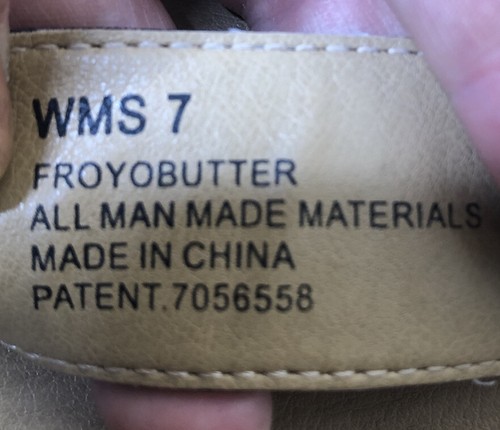 WMS 7
FROYOBUTTER
ALL MAN MADE MATERIALS
MADE IN CHINA
PATENT.7056558